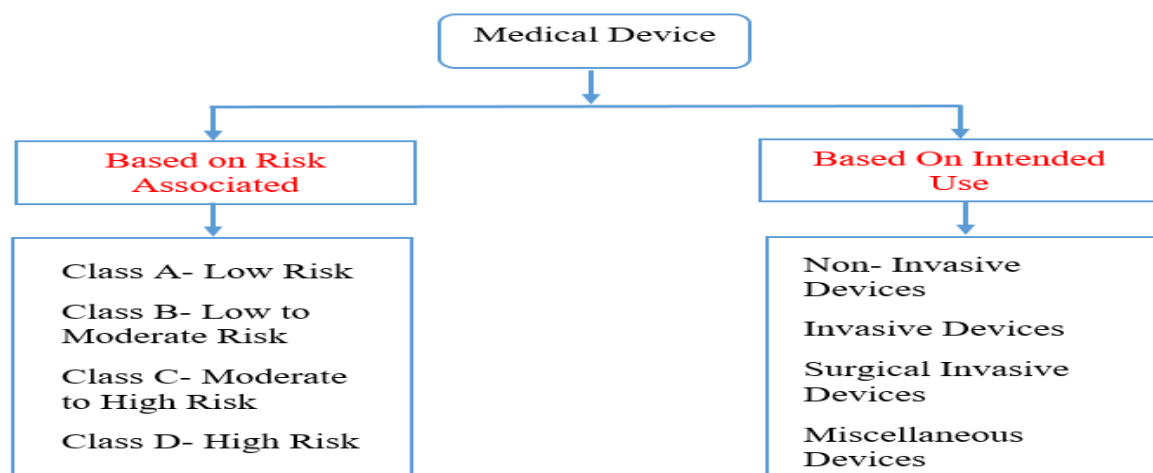 Medical Device
Based on Risk
Associated
Class A- Low Risk
Class B- Low to
Moderate Risk
Class C- Moderate
to High Risk
Class D- High Risk
Based On Intended
Use
Non- Invasive
Devices
Invasive Devices
Surgical Invasive
Devices
Miscellaneous
Devices